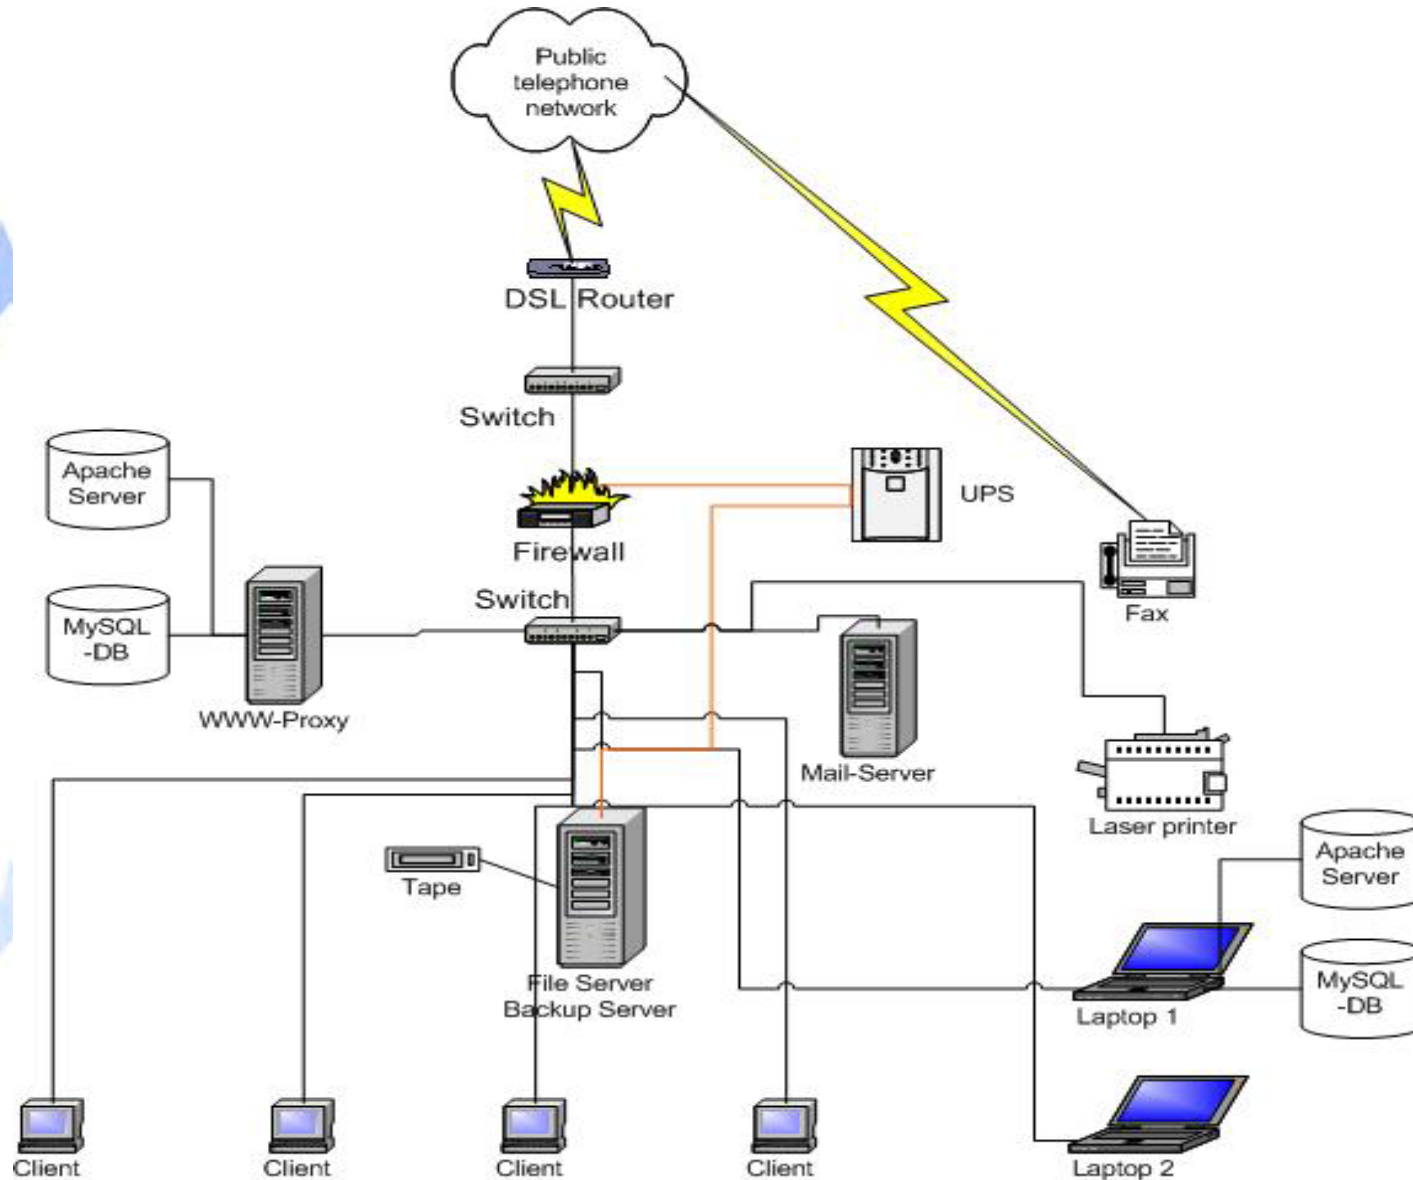 Public
telephone
network
DSL Router
Switch
Apache
Server
UPS
Firewall
Switch
Fax
MySQL
-DB
WWW-Proxy
Mail-Server
Laser printer
Apache
Server
Tape
File Server
Backup Server
MySQL
-DB
Laptop 1
Client
Client
Client
Client
Laptop 2